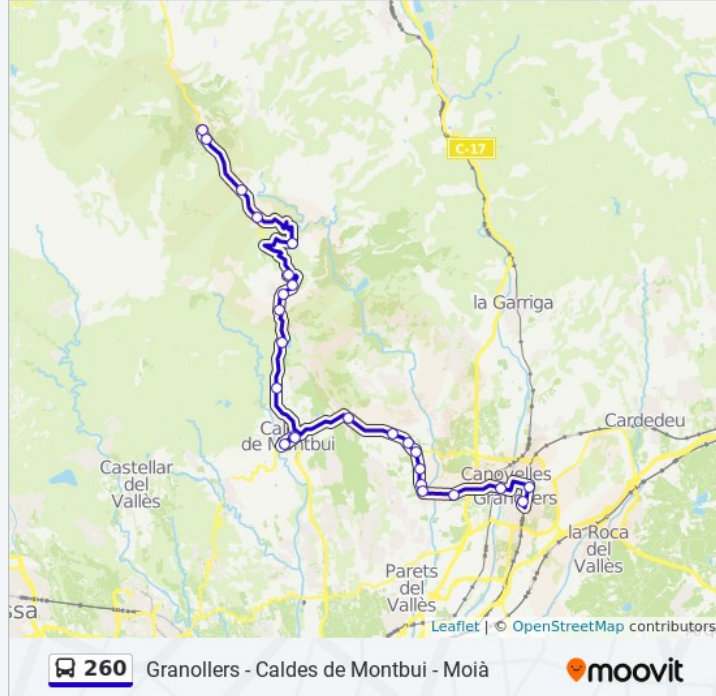 C-17
la Garriga
Cardedeu
Caldes
de Montbui
Castellar
del
Vallès
Canovelles
Granollers
la Roca
del
Vallès
Parets
del
Vallès
ssa
Leaflet | © OpenStreetMap contributors
260 Granollers - Caldes de Montbui - Moià
moovit